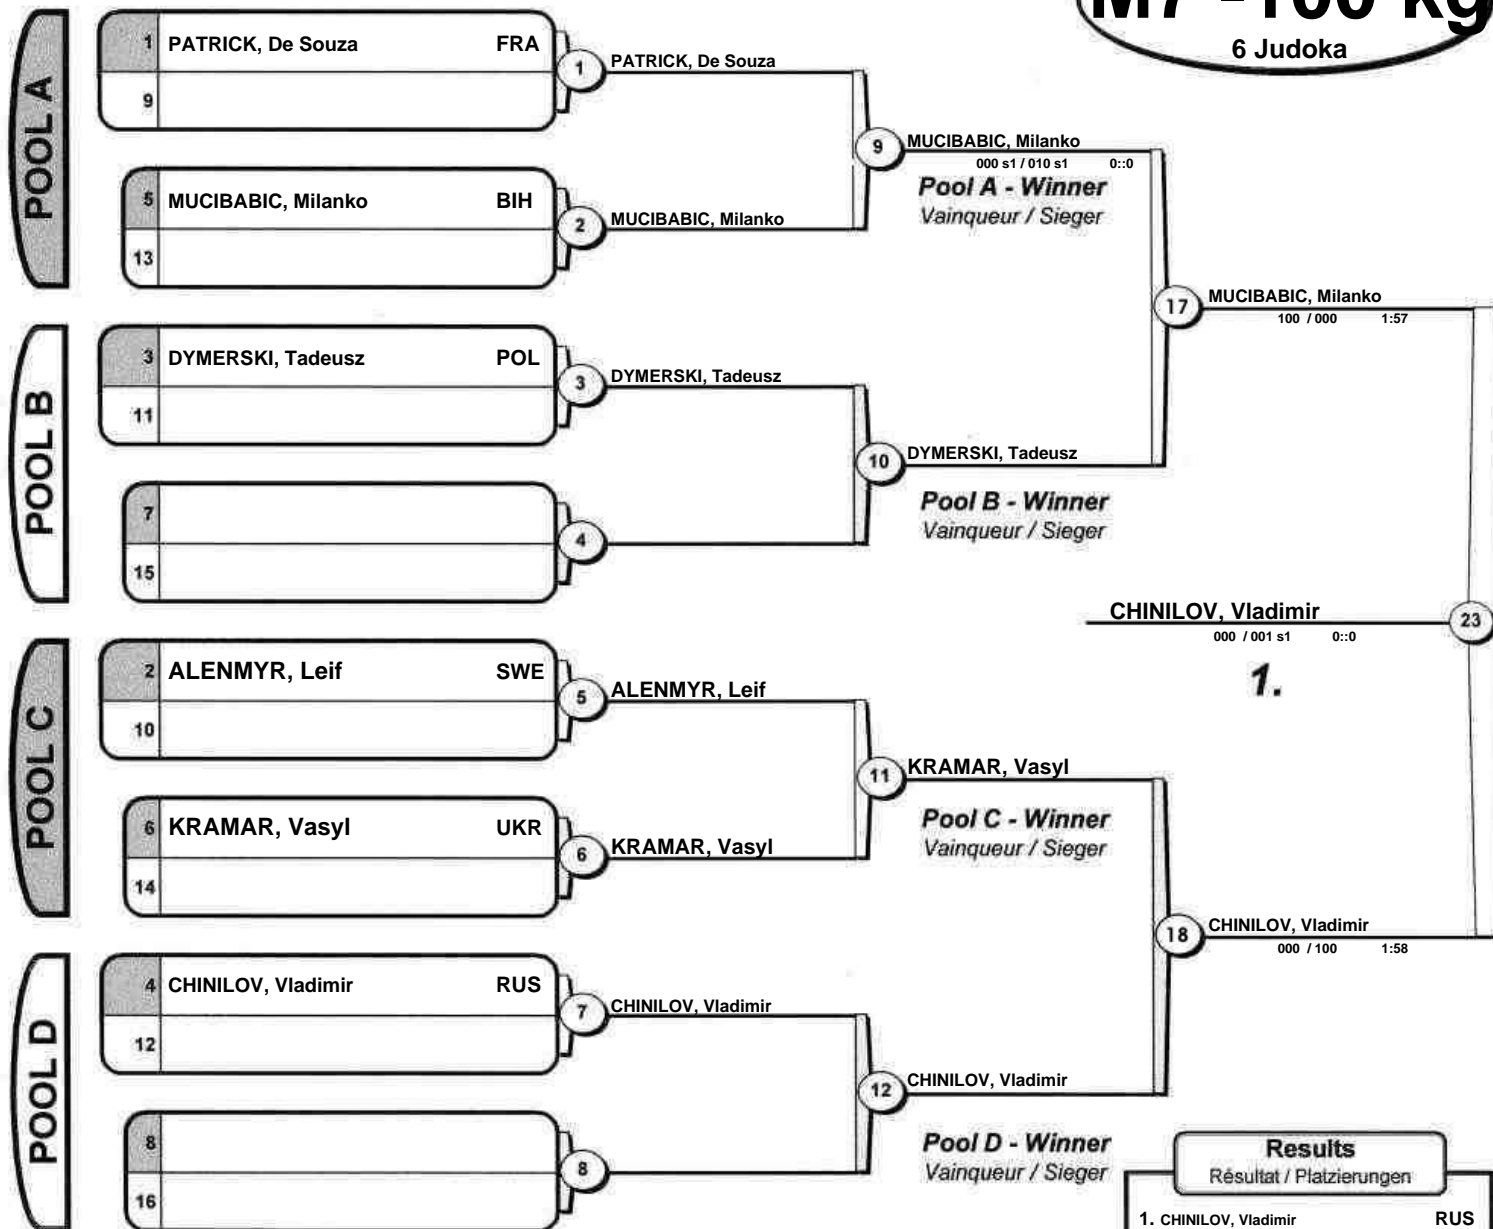 M7 -100 kg
6 Judoka
POOL A
1 PATRICK, De Souza FRA
9
1 PATRICK, De Souza
5 MUCIBABIC, Milanko BIH
13
2 MUCIBABIC, Milanko
9 MUCIBABIC, Milanko
000 s1 / 010 s1 0::0
Pool A - Winner
Vainqueur / Sieger
POOL B
3 DYMERSKI, Tadeusz POL
11
3 DYMERSKI, Tadeusz
7
15
4
10 DYMERSKI, Tadeusz
Pool B - Winner
Vainqueur / Sieger
17 MUCIBABIC, Milanko
100 / 000 1:57
CHINILOV, Vladimir 23
000 / 001 s1 0::0
1.
POOL C
2 ALENMYR, Leif SWE
10
5 ALENMYR, Leif
6 KRAMAR, Vasyl UKR
14
6 KRAMAR, Vasyl
11 KRAMAR, Vasyl
Pool C - Winner
Vainqueur / Sieger
18 CHINILOV, Vladimir
000 / 100 1:58
POOL D
4 CHINILOV, Vladimir RUS
12
7 CHINILOV, Vladimir
8
16
8
12 CHINILOV, Vladimir
Pool D - Winner
Vainqueur / Sieger
Results
Résultat / Platzierungen
1. CHINILOV, Vladimir RUS